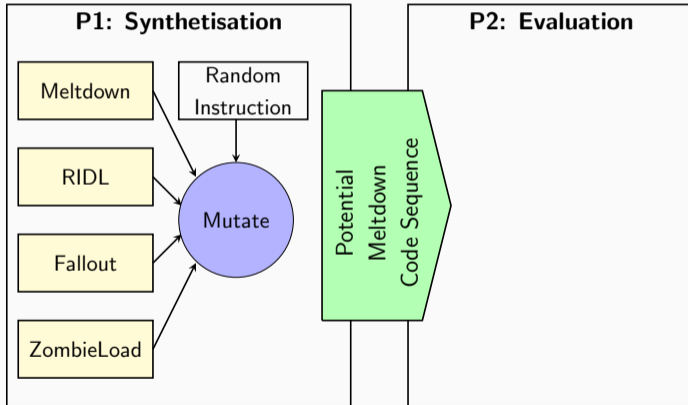 P1: Synthetisation
P2: Evaluation
Meltdown
Random
Instruction
RIDL
Mutate
Fallout
ZombieLoad
Potential
Meltdown
Code Sequence